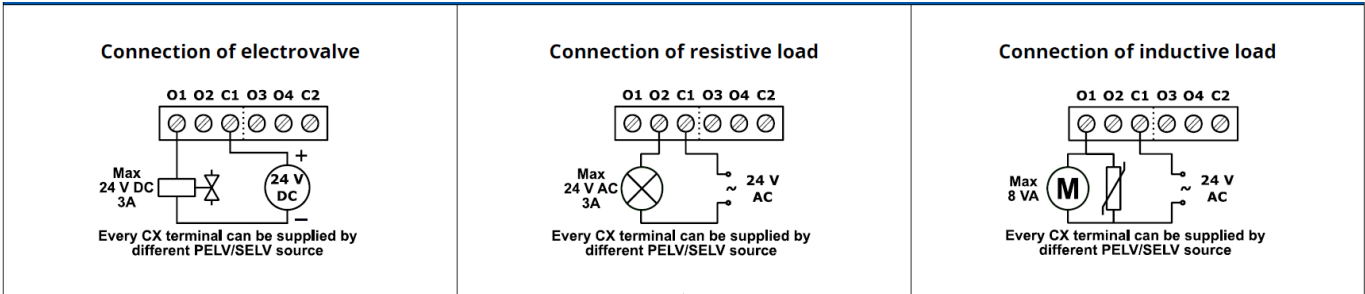 Connection of electrovalve
O1 O2 C1 O3 O4 C2
+
Max
24 V DC
3A
24 V
DC
−
Every CX terminal can be supplied by
different PELV/SELV source
Connection of resistive load
O1 O2 C1 O3 O4 C2
Max
24 V AC
3A
~
24 V
AC
Every CX terminal can be supplied by
different PELV/SELV source
Connection of inductive load
O1 O2 C1 O3 O4 C2
Max
8 VA
M
~
24 V
AC
Every CX terminal can be supplied by
different PELV/SELV source